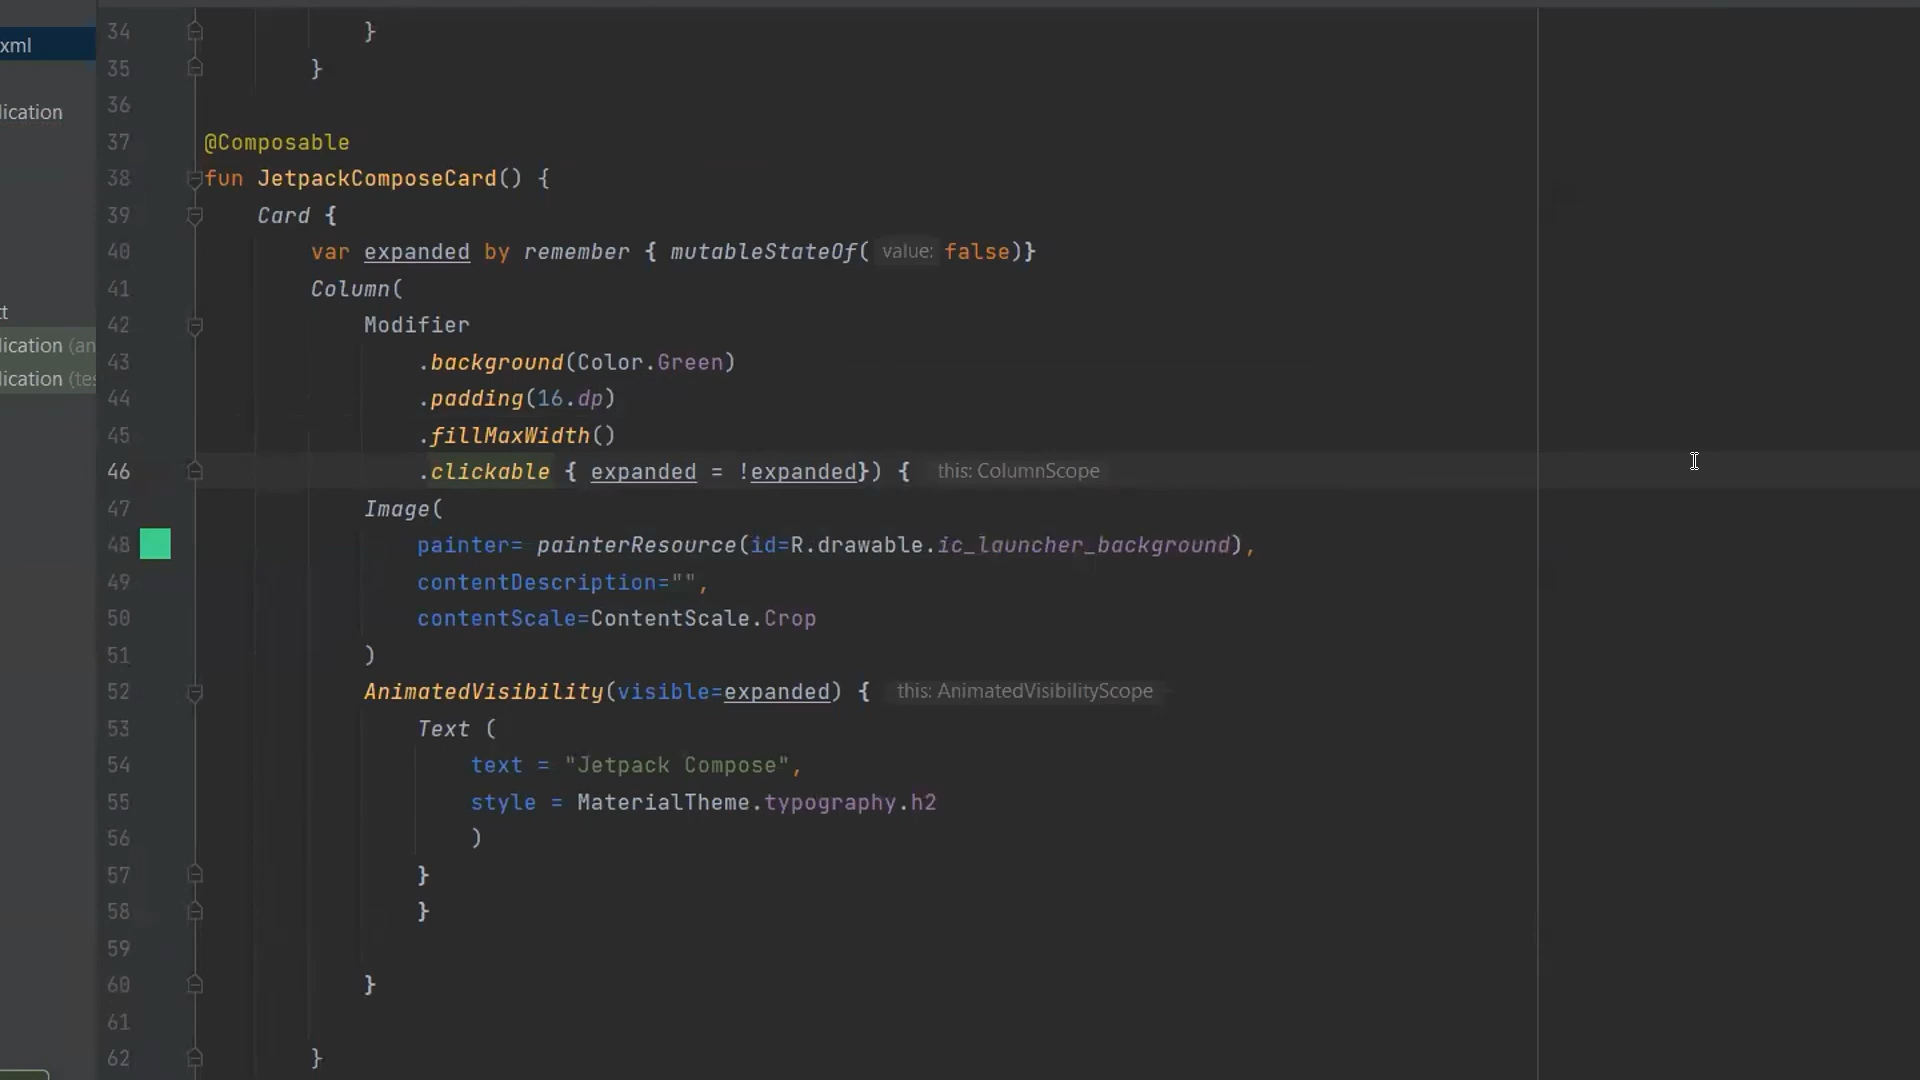 xml
lication
t
lication (an
lication (tes
34 }
35 }
36
37 @Composable
38 fun JetpackComposeCard() {
39 Card {
40 var expanded by remember { mutableStateOf( value: false)}
41 Column(
42 Modifier
43 .background(Color.Green)
44 .padding(16.dp)
45 .fillMaxWidth()
46 .clickable { expanded = !expanded}) { this: ColumnScope
47 Image(
48 painter= painterResource(id=R.drawable.ic_launcher_background),
49 contentDescription="",
50 contentScale=ContentScale.Crop
51 )
52 AnimatedVisibility(visible=expanded) { this: AnimatedVisibilityScope
53 Text (
54 text = "Jetpack Compose",
55 style = MaterialTheme.typography.h2
56 )
57 }
58 }
59
60 }
61
62 }